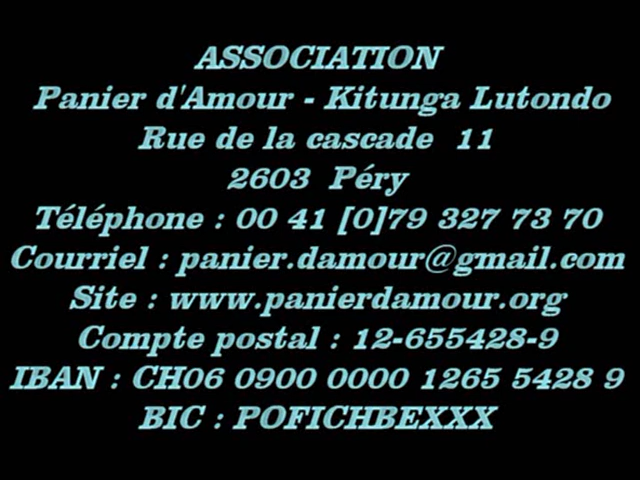 ASSOCIATION
Panier d'Amour - Kitunga Lutondo
Rue de la cascade 11
2603 Péry
Téléphone : 00 41 [0]79 327 73 70
Courriel : panier.damour@gmail.com
Site : www.panierdamour.org
Compte postal : 12-655428-9
IBAN : CH06 0900 0000 1265 5428 9
BIC : POFICHBEXXX